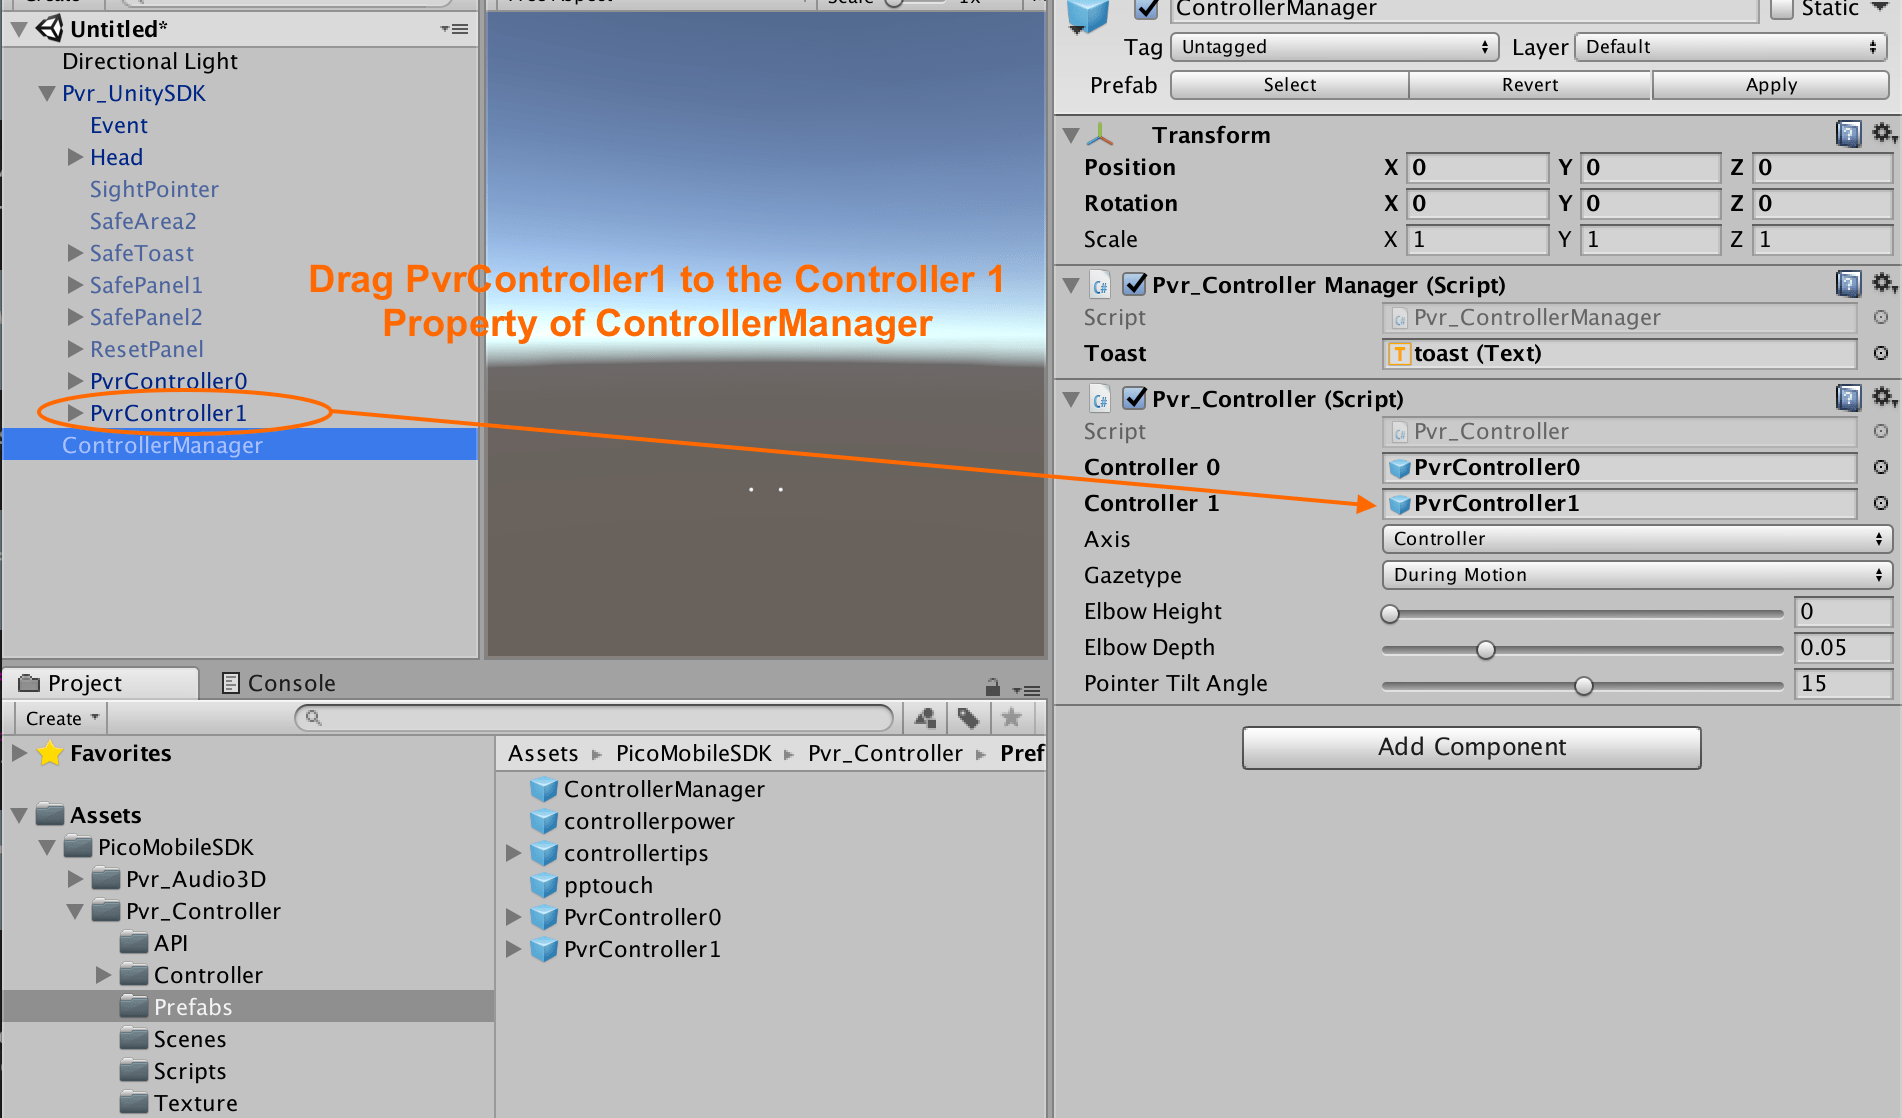 Create
Untitled*
Directional Light
Pvr_UnitySDK
Event
Head
SightPointer
SafeArea2
SafeToast
SafePanel1
SafePanel2
ResetPanel
PvrController0
PvrController1
ControllerManager
Free Aspect
Scale
1x
Drag PvrController1 to the Controller 1
Property of ControllerManager
ControllerManager
Static
Tag
Untagged
Layer
Default
Prefab
Select
Revert
Apply
Transform
Position
X 0
Y 0
Z 0
Rotation
X 0
Y 0
Z 0
Scale
X 1
Y 1
Z 1
Pvr_Controller Manager (Script)
Script
Pvr_ControllerManager
Toast
toast (Text)
Pvr_Controller (Script)
Script
Pvr_Controller
Controller 0
PvrController0
Controller 1
PvrController1
Axis
Controller
Gazetype
During Motion
Elbow Height
0
Elbow Depth
0.05
Pointer Tilt Angle
15
Add Component
Project
Console
Create
Favorites
Assets
PicoMobileSDK
Pvr_Audio3D
Pvr_Controller
API
Controller
Prefabs
Scenes
Scripts
Texture
Assets
PicoMobileSDK
Pvr_Controller
Pref
ControllerManager
controllerpower
controllertips
pptouch
PvrController0
PvrController1